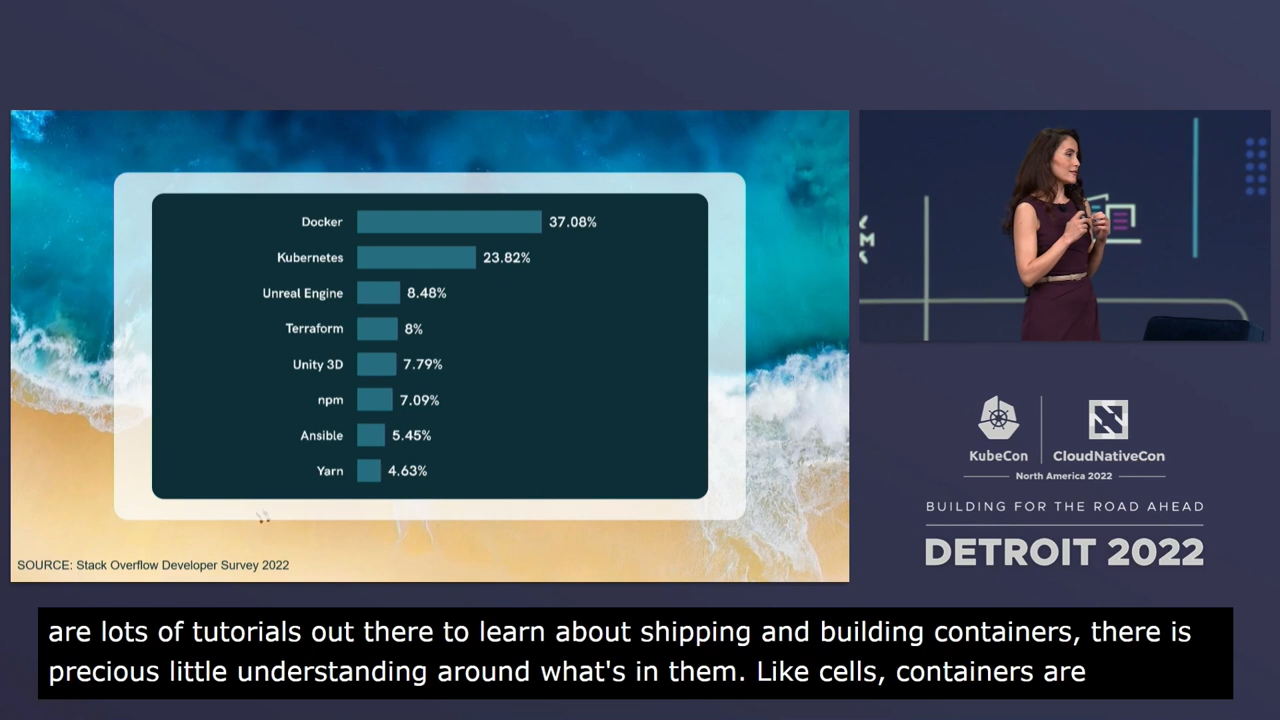 Docker 37.08%
Kubernetes 23.82%
Unreal Engine 8.48%
Terraform 8%
Unity 3D 7.79%
npm 7.09%
Ansible 5.45%
Yarn 4.63%
SOURCE: Stack Overflow Developer Survey 2022
KubeCon CloudNativeCon
North America 2022
BUILDING FOR THE ROAD AHEAD
DETROIT 2022
are lots of tutorials out there to learn about shipping and building containers, there is
precious little understanding around what's in them. Like cells, containers are